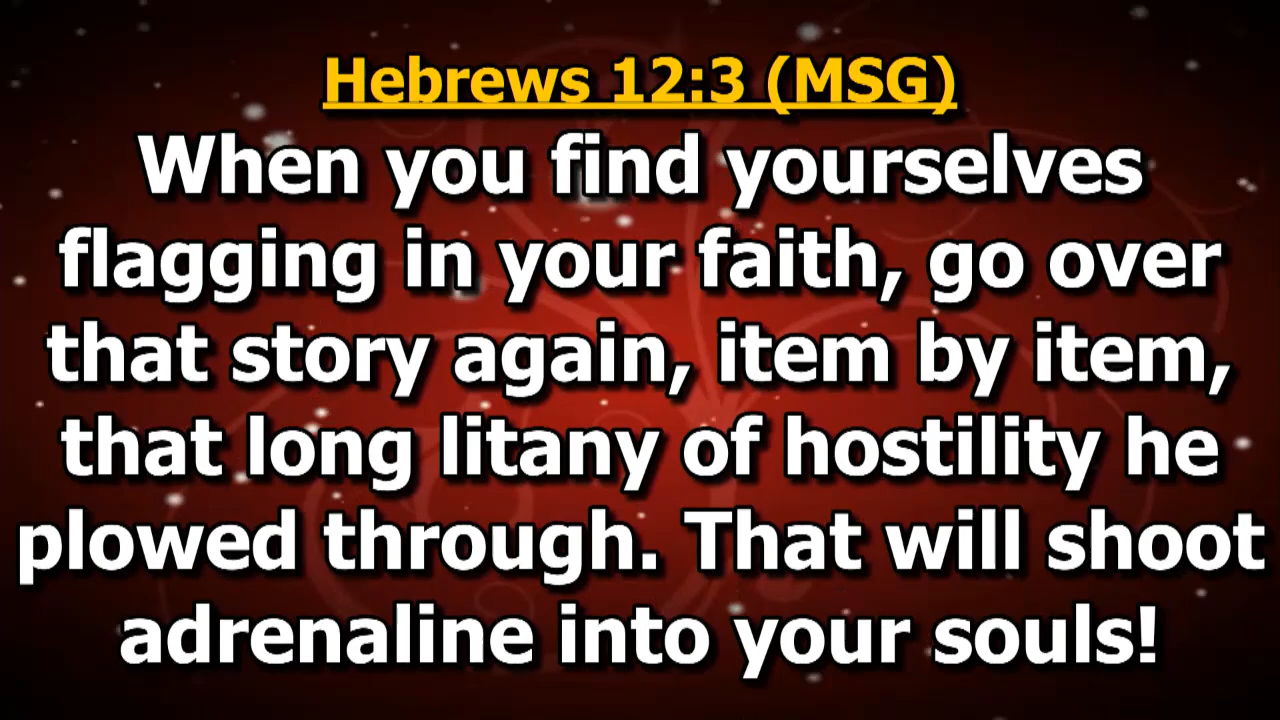 Hebrews 12:3 (MSG)
When you find yourselves
flagging in your faith, go over
that story again, item by item,
that long litany of hostility he
plowed through. That will shoot
adrenaline into your souls!